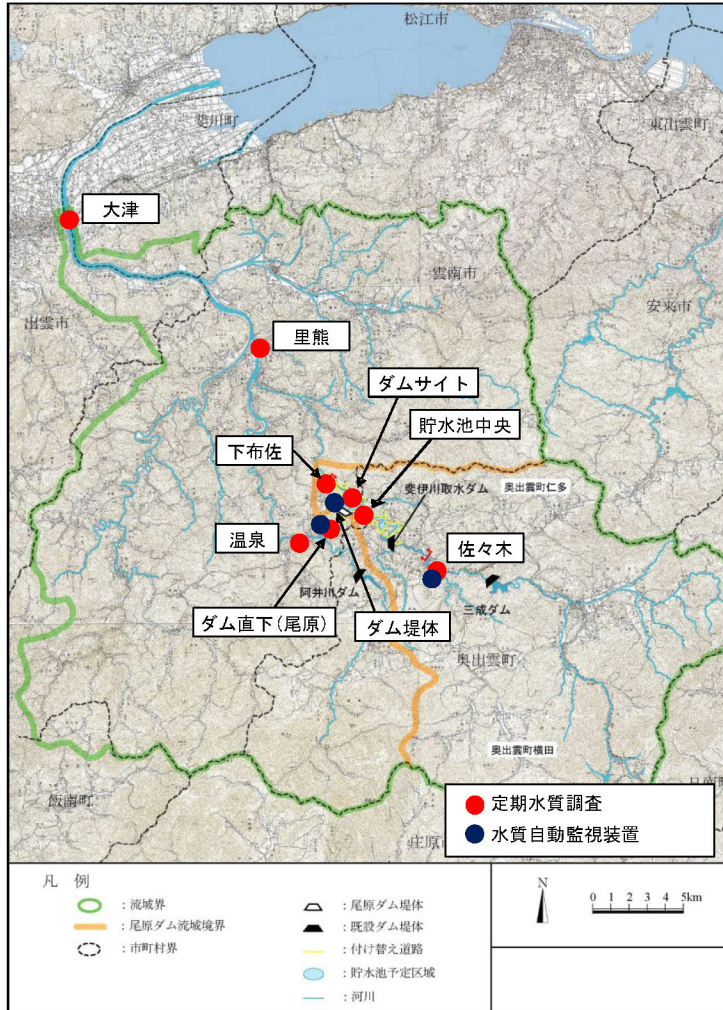 松江市
斐川町
東出雲町
大津
雲南市
安来市
出雲市
里熊
ダムサイト
貯水池中央
下布佐
斐伊川取水ダム
奥出雲町仁多
温泉
佐々木
阿井川ダム
三成ダム
ダム直下(尾原)
ダム堤体
奥出雲町
奥出雲町横田
飯南町
定期水質調査
水質自動監視装置
凡 例
:流域界
:尾原ダム流域境界
:市町村界
:尾原ダム堤体
:既設ダム堤体
:付け替え道路
:貯水池予定区域
:河川
N
0 1 2 3 4 5km